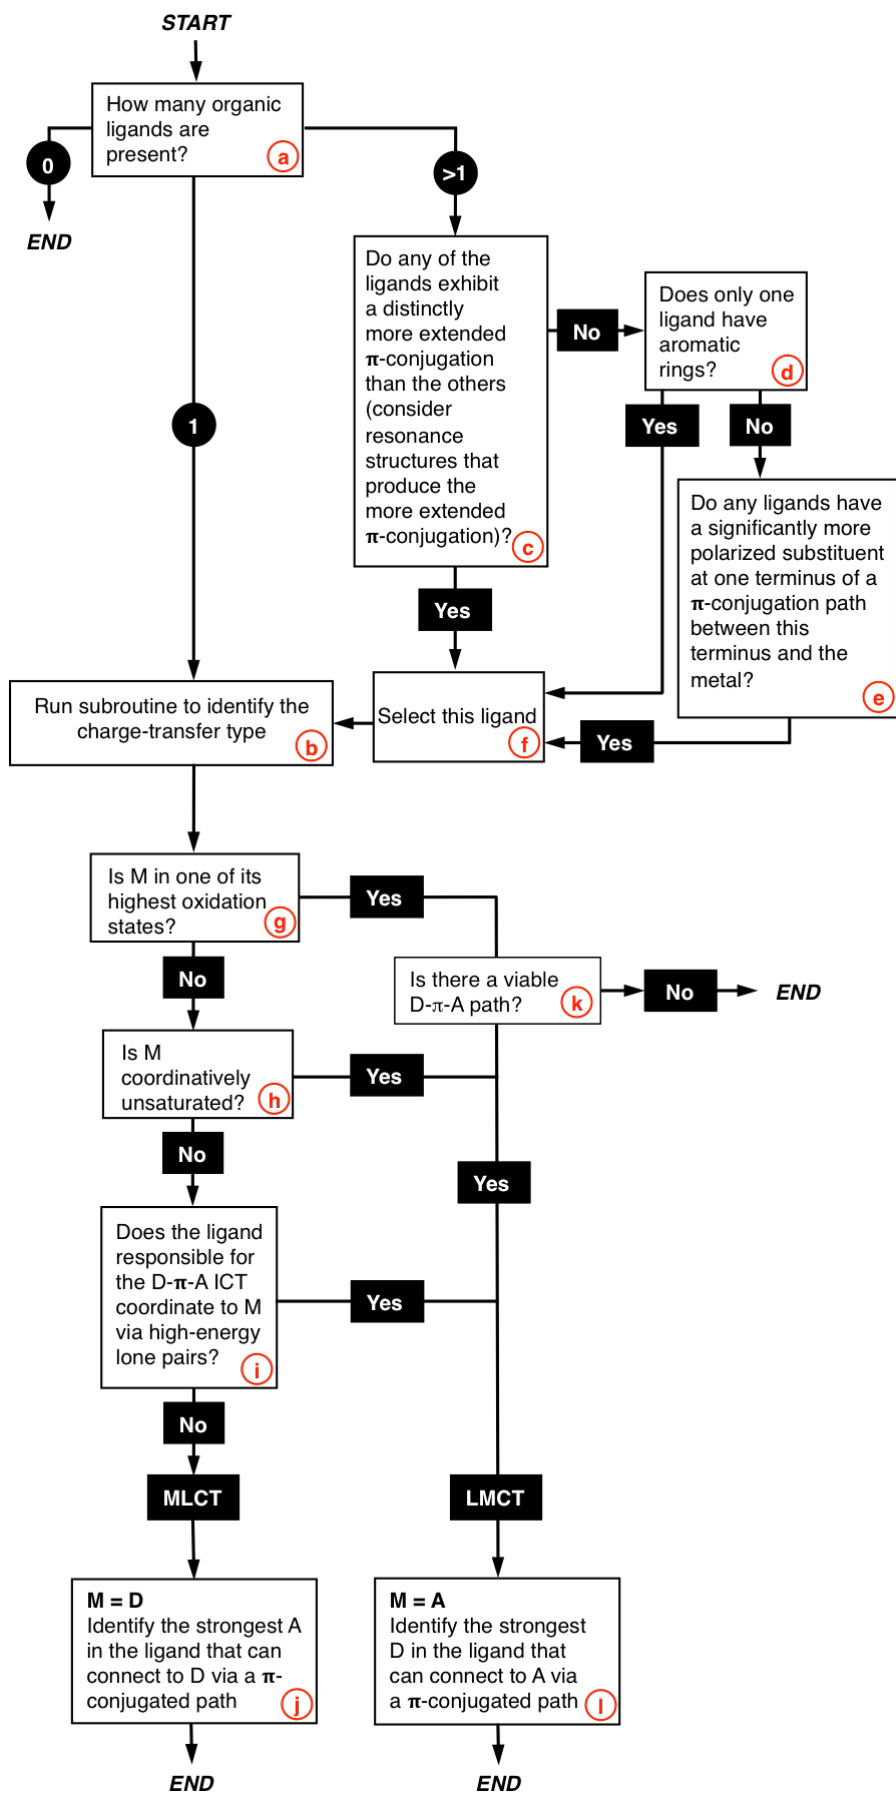 START
How many organic
ligands are
present?
a
0
>1
END
Do any of the
ligands exhibit
a distinctly
more extended
π-conjugation
than the others
(consider
resonance
structures that
produce the
more extended
π-conjugation)?
c
No
Does only one
ligand have
aromatic
rings?
d
1
Yes
No
Do any ligands have
a significantly more
polarized substituent
at one terminus of a
π-conjugation path
between this
terminus and the
metal?
e
Yes
Run subroutine to identify the
charge-transfer type
b
Select this ligand
f
Yes
Is M in one of its
highest oxidation
states?
g
Yes
No
Is there a viable
D-π-A path?
k
No
END
Is M
coordinatively
unsaturated?
h
Yes
No
Yes
Does the ligand
responsible for
the D-π-A ICT
coordinate to M
via high-energy
lone pairs?
i
Yes
No
MLCT
LMCT
M = D
Identify the strongest A
in the ligand that can
connect to D via a π-
conjugated path
j
M = A
Identify the strongest
D in the ligand that
can connect to A via
a π-conjugated path
l
END
END